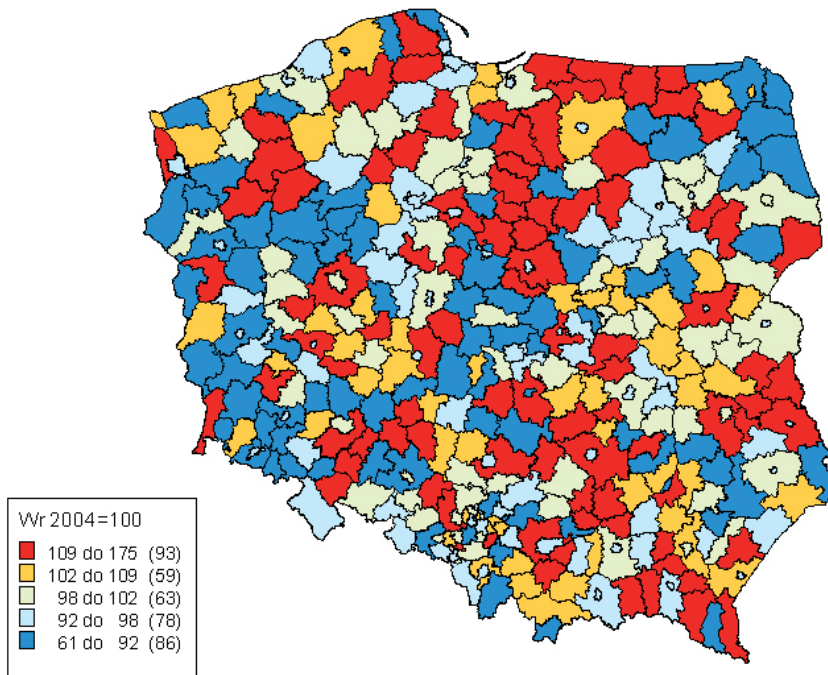 Wr 2004=100
109 do 175 (93)
102 do 109 (59)
98 do 102 (63)
92 do 98 (78)
61 do 92 (86)